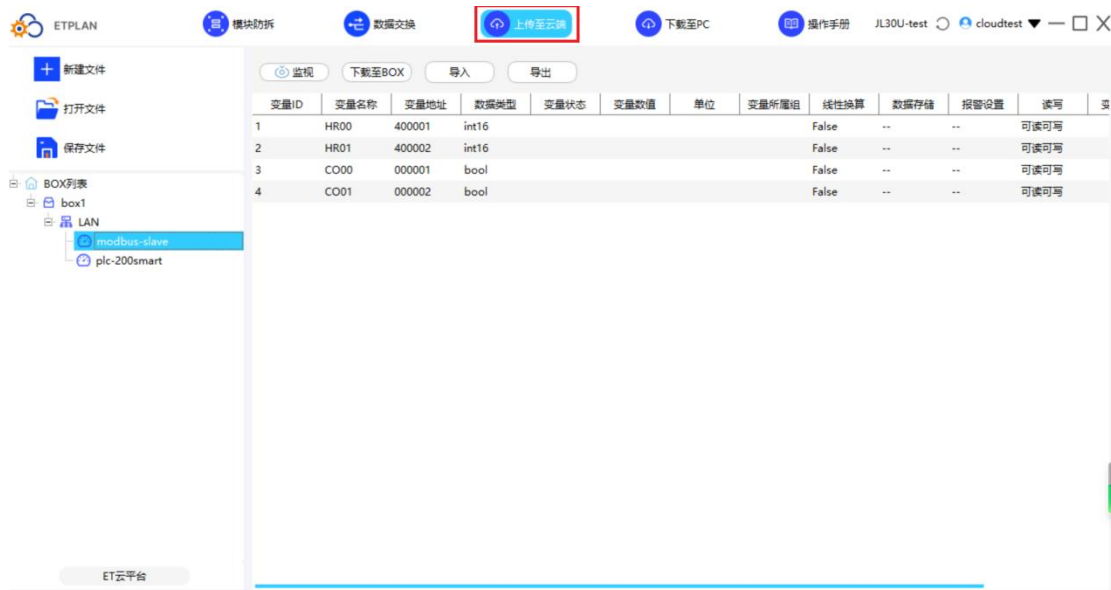 ETPLAN 模块防拆 数据交换 上传至云端 下载至PC 操作手册 JL30U-test cloudtest
新建文件
打开文件
保存文件
BOX列表
box1
LAN
modbus-slave
plc-200smart
ET云平台
监视 下载至BOX 导入 导出
变量ID 变量名称 变量地址 数据类型 变量状态 变量数值 单位 变量所属组 线性换算 数据存储 报警设置 读写
1 HR00 400001 int16 False -- -- 可读可写
2 HR01 400002 int16 False -- -- 可读可写
3 CO00 000001 bool False -- -- 可读可写
4 CO01 000002 bool False -- -- 可读可写